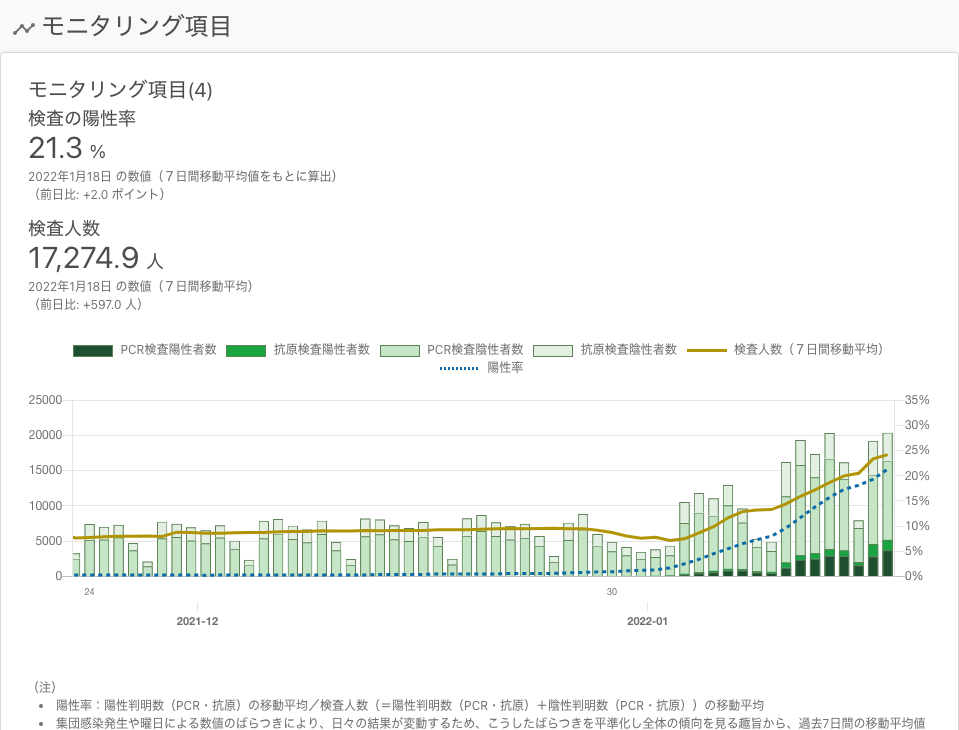 モニタリング項目
モニタリング項目(4)
検査の陽性率
21.3 %
2022年1月18日 の数値（７日間移動平均値をもとに算出）
（前日比: +2.0 ポイント）
検査人数
17,274.9 人
2022年1月18日 の数値（７日間移動平均）
（前日比: +597.0 人）
PCR検査陽性者数 抗原検査陽性者数 PCR検査陰性者数 抗原検査陰性者数 検査人数（７日間移動平均）
陽性率
25000 35%
30%
20000
25%
15000 20%
15%
10000
10%
5000 5%
0 0%
24 30
2021-12 2022-01
（注）
• 陽性率：陽性判明数（PCR・抗原）の移動平均／検査人数（＝陽性判明数（PCR・抗原）＋陰性判明数（PCR・抗原））の移動平均
• 集団感染発生や曜日による数値のばらつきにより、日々の結果が変動するため、こうしたばらつきを平準化し全体の傾向を見る趣旨から、過去7日間の移動平均値